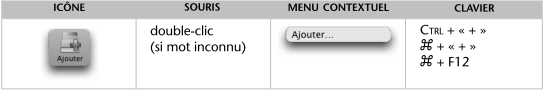 ICÔNE SOURIS MENU CONTEXTUEL CLAVIER
Ajouter
double-clic
(si mot inconnu)
Ajouter...
CTRL + « + »
⌘ + « + »
⌘ + F12